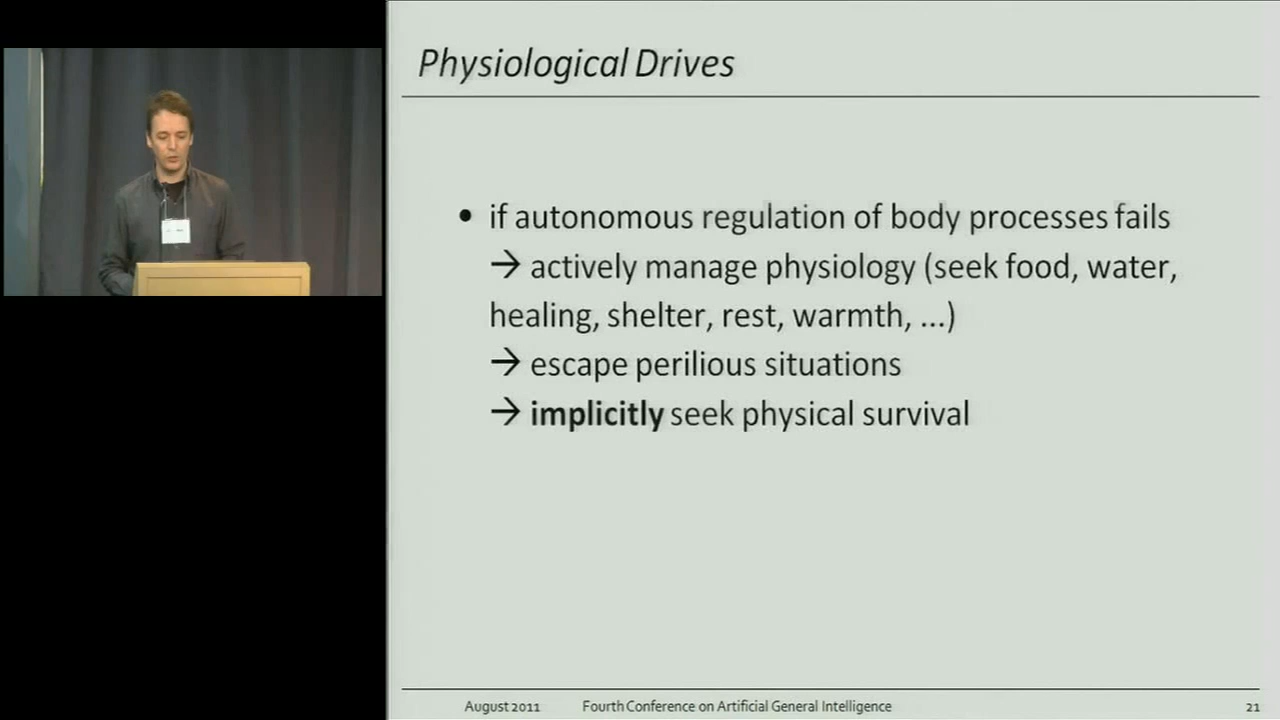 Physiological Drives
• if autonomous regulation of body processes fails
→ actively manage physiology (seek food, water,
healing, shelter, rest, warmth, ...)
→ escape perilious situations
→ implicitly seek physical survival
August 2011 Fourth Conference on Artificial General Intelligence 21